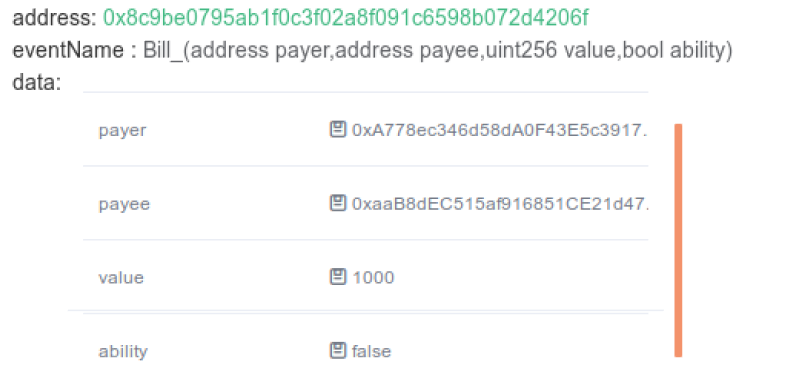 address: 0x8c9be0795ab1f0c3f02a8f091c6598b072d4206f
eventName : Bill_(address payer,address payee,uint256 value,bool ability)
data:
payer 0xA778ec346d58dA0F43E5c3917.
payee 0xaaB8dEC515af916851CE21d47.
value 1000
ability false